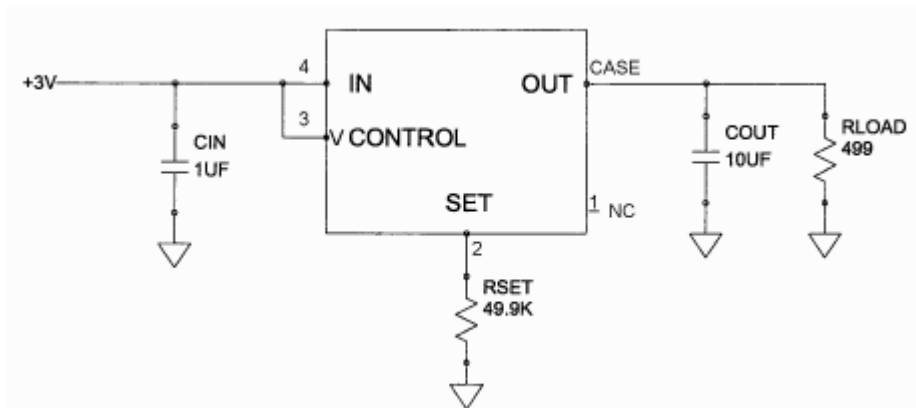 +3V
4
IN
OUT
CASE
3
V CONTROL
CIN
1UF
COUT
10UF
RLOAD
499
SET
1 NC
2
RSET
49.9K